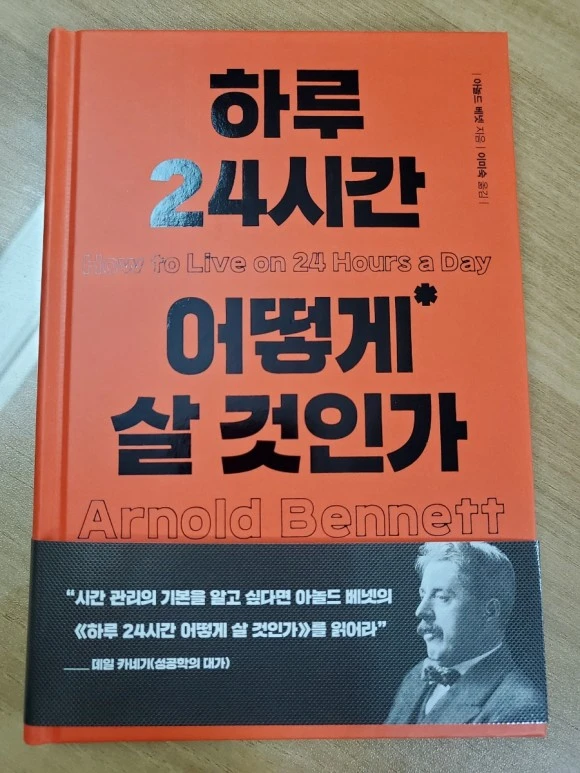 하루
24시간
How to Live on 24 Hours a Day
어떻게*
살 것인가
Arnold Bennett
| 아놀드 베넷 지음 | 이미숙 옮김 |
“시간 관리의 기본을 알고 싶다면 아놀드 베넷의
《하루 24시간 어떻게 살 것인가》를 읽어라”
—— 데일 카네기(성공학의 대가)